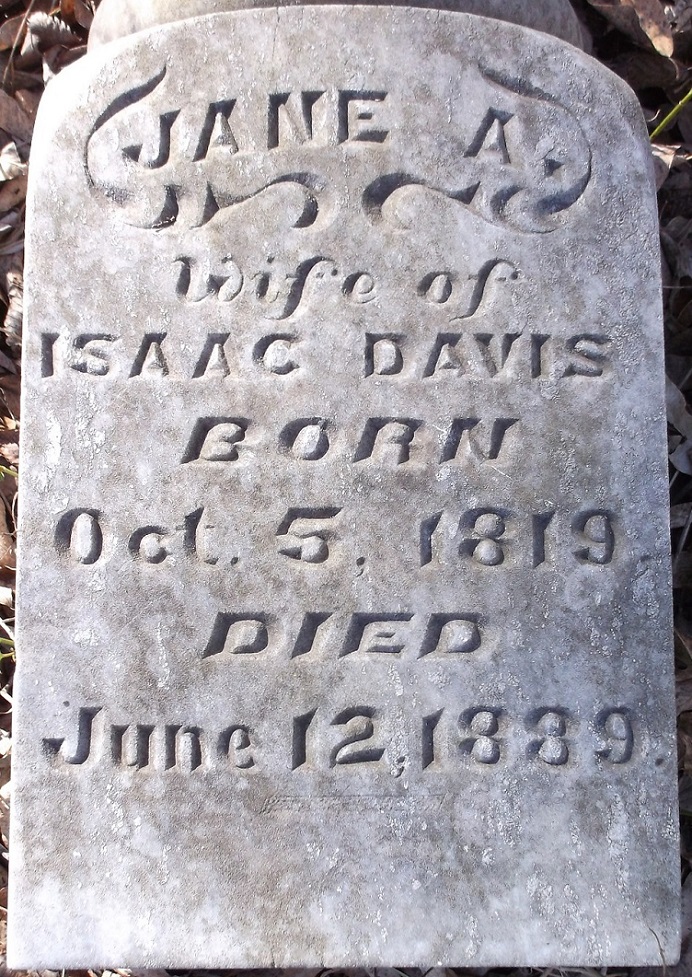 JANE A.
Wife of
ISAAC DAVIS
BORN
Oct. 5, 1819.
DIED
June 12, 1889.